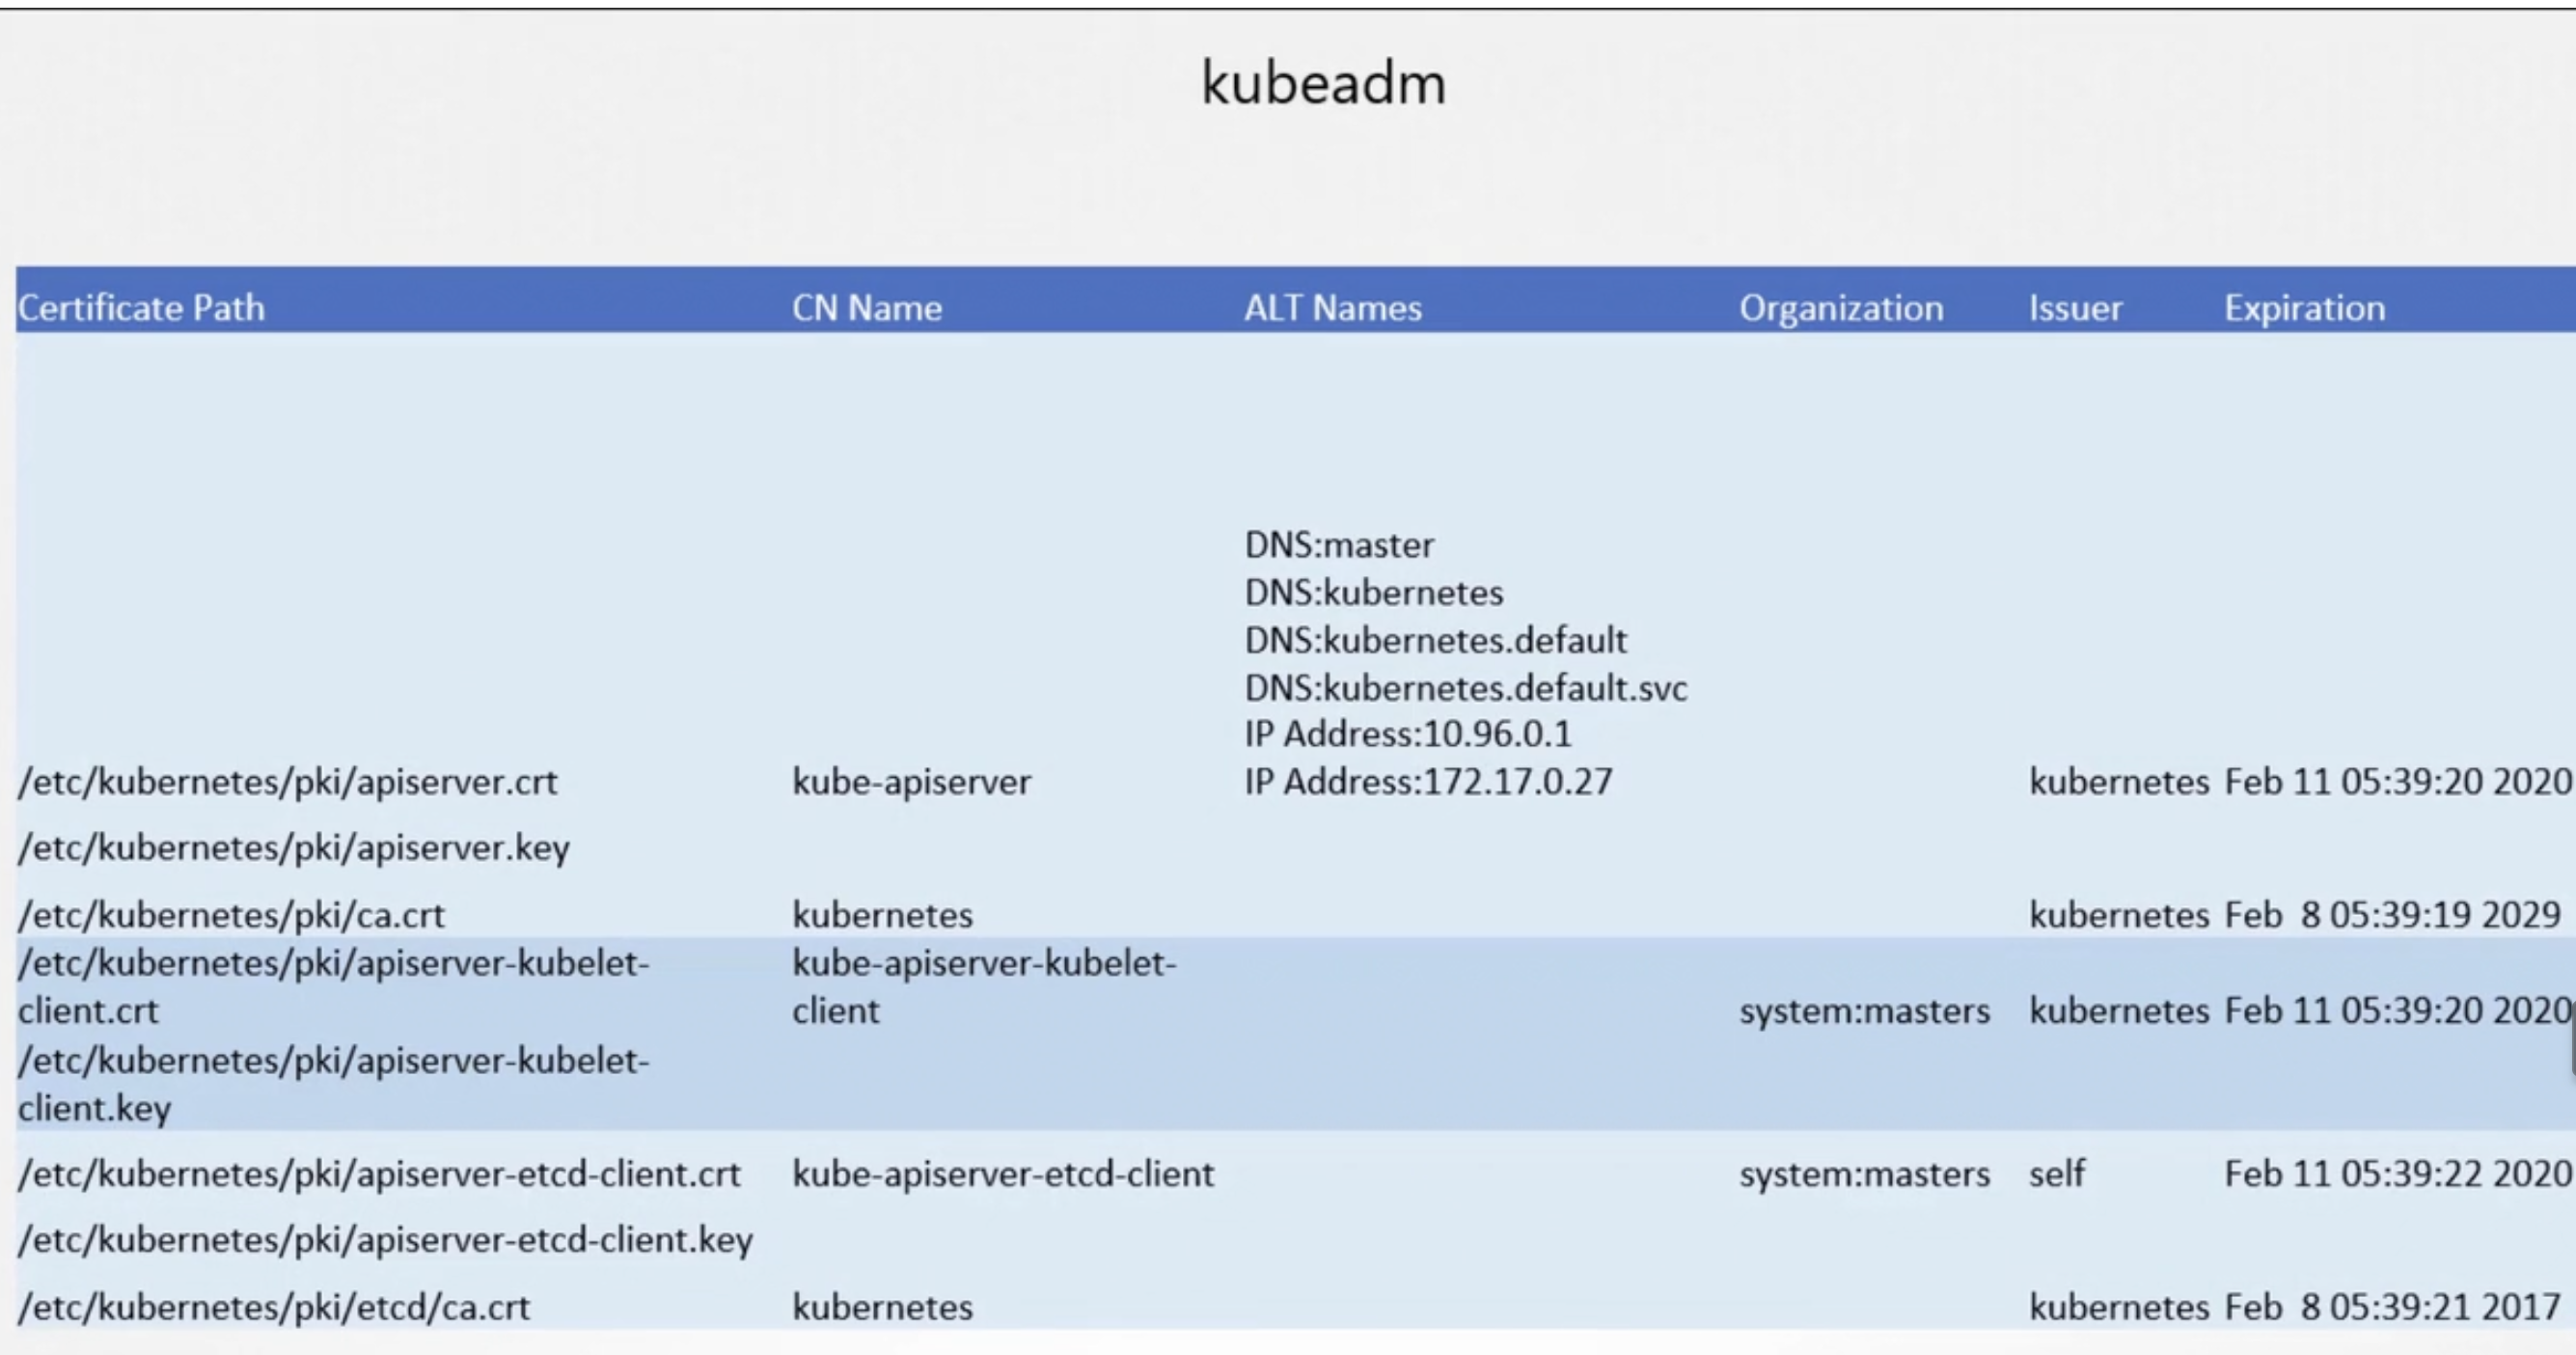 kubeadm
Certificate Path CN Name ALT Names Organization Issuer Expiration
DNS:master
DNS:kubernetes
DNS:kubernetes.default
DNS:kubernetes.default.svc
IP Address:10.96.0.1
/etc/kubernetes/pki/apiserver.crt kube-apiserver IP Address:172.17.0.27 kubernetes Feb 11 05:39:20 2020
/etc/kubernetes/pki/apiserver.key
/etc/kubernetes/pki/ca.crt kubernetes kubernetes Feb 8 05:39:19 2029
/etc/kubernetes/pki/apiserver-kubelet- kube-apiserver-kubelet-
client.crt client system:masters kubernetes Feb 11 05:39:20 2020
/etc/kubernetes/pki/apiserver-kubelet-
client.key
/etc/kubernetes/pki/apiserver-etcd-client.crt kube-apiserver-etcd-client system:masters self Feb 11 05:39:22 2020
/etc/kubernetes/pki/apiserver-etcd-client.key
/etc/kubernetes/pki/etcd/ca.crt kubernetes kubernetes Feb 8 05:39:21 2017